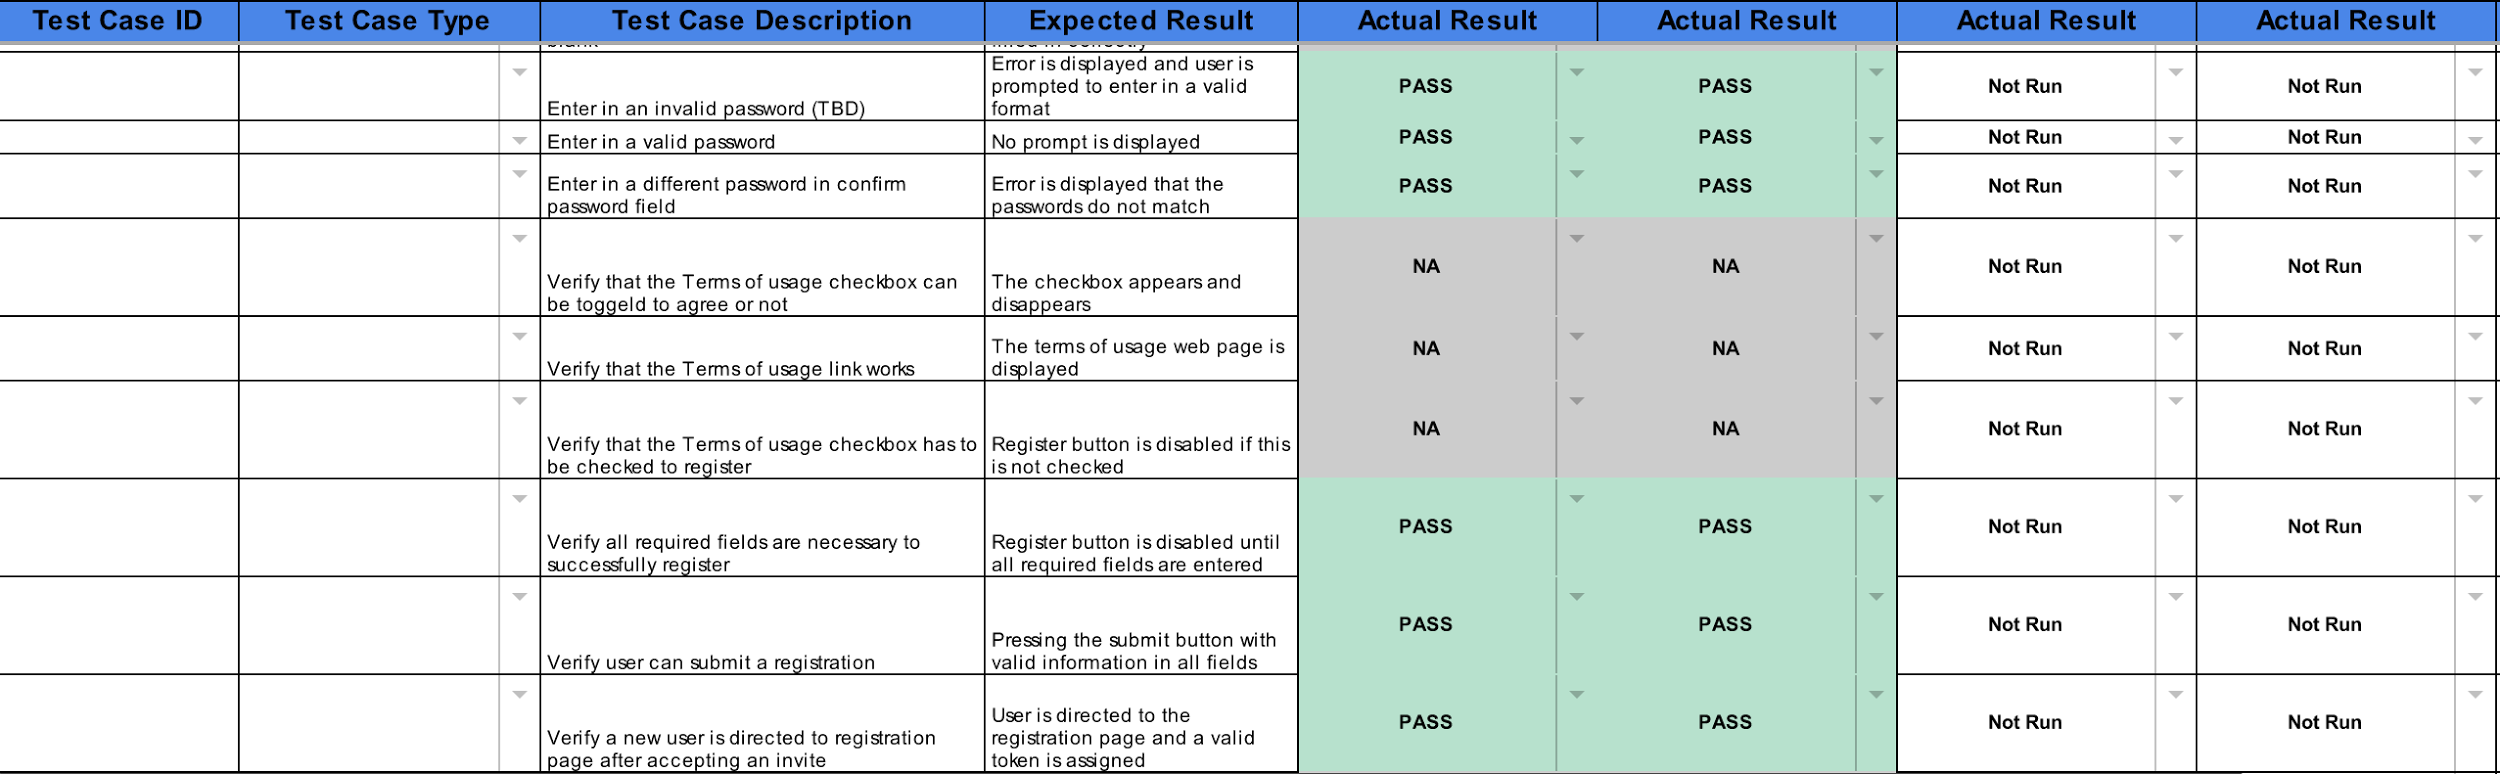 Test Case ID Test Case Type Test Case Description Expected Result Actual Result Actual Result Actual Result Actual Result
Error is displayed and user is
prompted to enter in a valid
Enter in an invalid password (TBD) format PASS PASS Not Run Not Run
Enter in a valid password No prompt is displayed PASS PASS Not Run Not Run
Enter in a different password in confirm Error is displayed that the
password field passwords do not match PASS PASS Not Run Not Run
Verify that the Terms of usage checkbox can The checkbox appears and
be toggeld to agree or not disappears NA NA Not Run Not Run
The terms of usage web page is
Verify that the Terms of usage link works displayed NA NA Not Run Not Run
Verify that the Terms of usage checkbox has to Register button is disabled if this
be checked to register is not checked NA NA Not Run Not Run
Verify all required fields are necessary to Register button is disabled until
successfully register all required fields are entered PASS PASS Not Run Not Run
Pressing the submit button with
Verify user can submit a registration valid information in all fields PASS PASS Not Run Not Run
User is directed to the
Verify a new user is directed to registration registration page and a valid
page after accepting an invite token is assigned PASS PASS Not Run Not Run